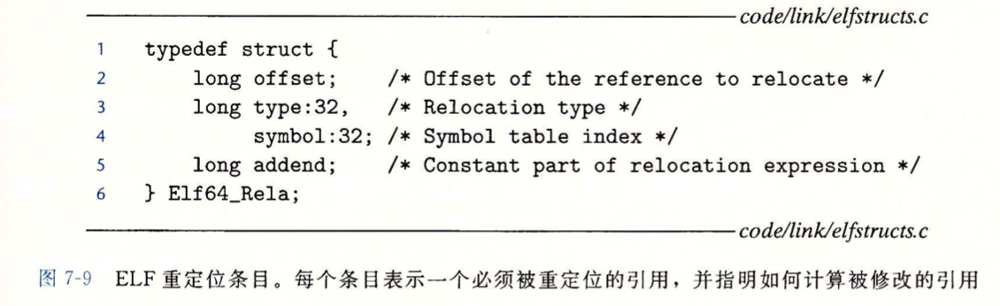 code/link/elfstructs.c
1 typedef struct {
2 long offset; /* Offset of the reference to relocate */
3 long type:32, /* Relocation type */
4 symbol:32; /* Symbol table index */
5 long addend; /* Constant part of relocation expression */
6 } Elf64_Rela;
code/link/elfstructs.c
图 7-9 ELF 重定位条目。每个条目表示一个必须被重定位的引用，并指明如何计算被修改的引用